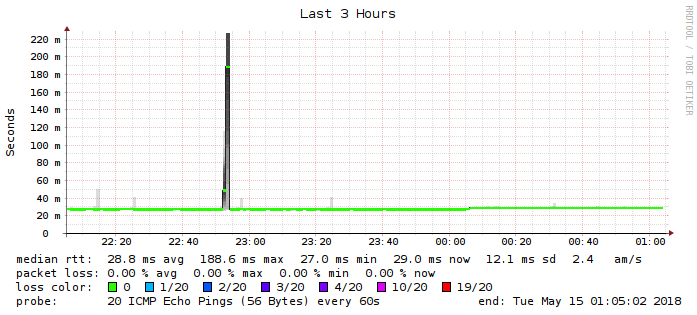 Last 3 Hours
RRDTOOL / TOBI OETIKER
Seconds
220 m
200 m
180 m
160 m
140 m
120 m
100 m
80 m
60 m
40 m
20 m
0
22:20 22:40 23:00 23:20 23:40 00:00 00:20 00:40 01:00
median rtt: 28.8 ms avg 188.6 ms max 27.0 ms min 29.0 ms now 12.1 ms sd 2.4 am/s
packet loss: 0.00 % avg 0.00 % max 0.00 % min 0.00 % now
loss color: 0 1/20 2/20 3/20 4/20 10/20 19/20
probe: 20 ICMP Echo Pings (56 Bytes) every 60s end: Tue May 15 01:05:02 2018